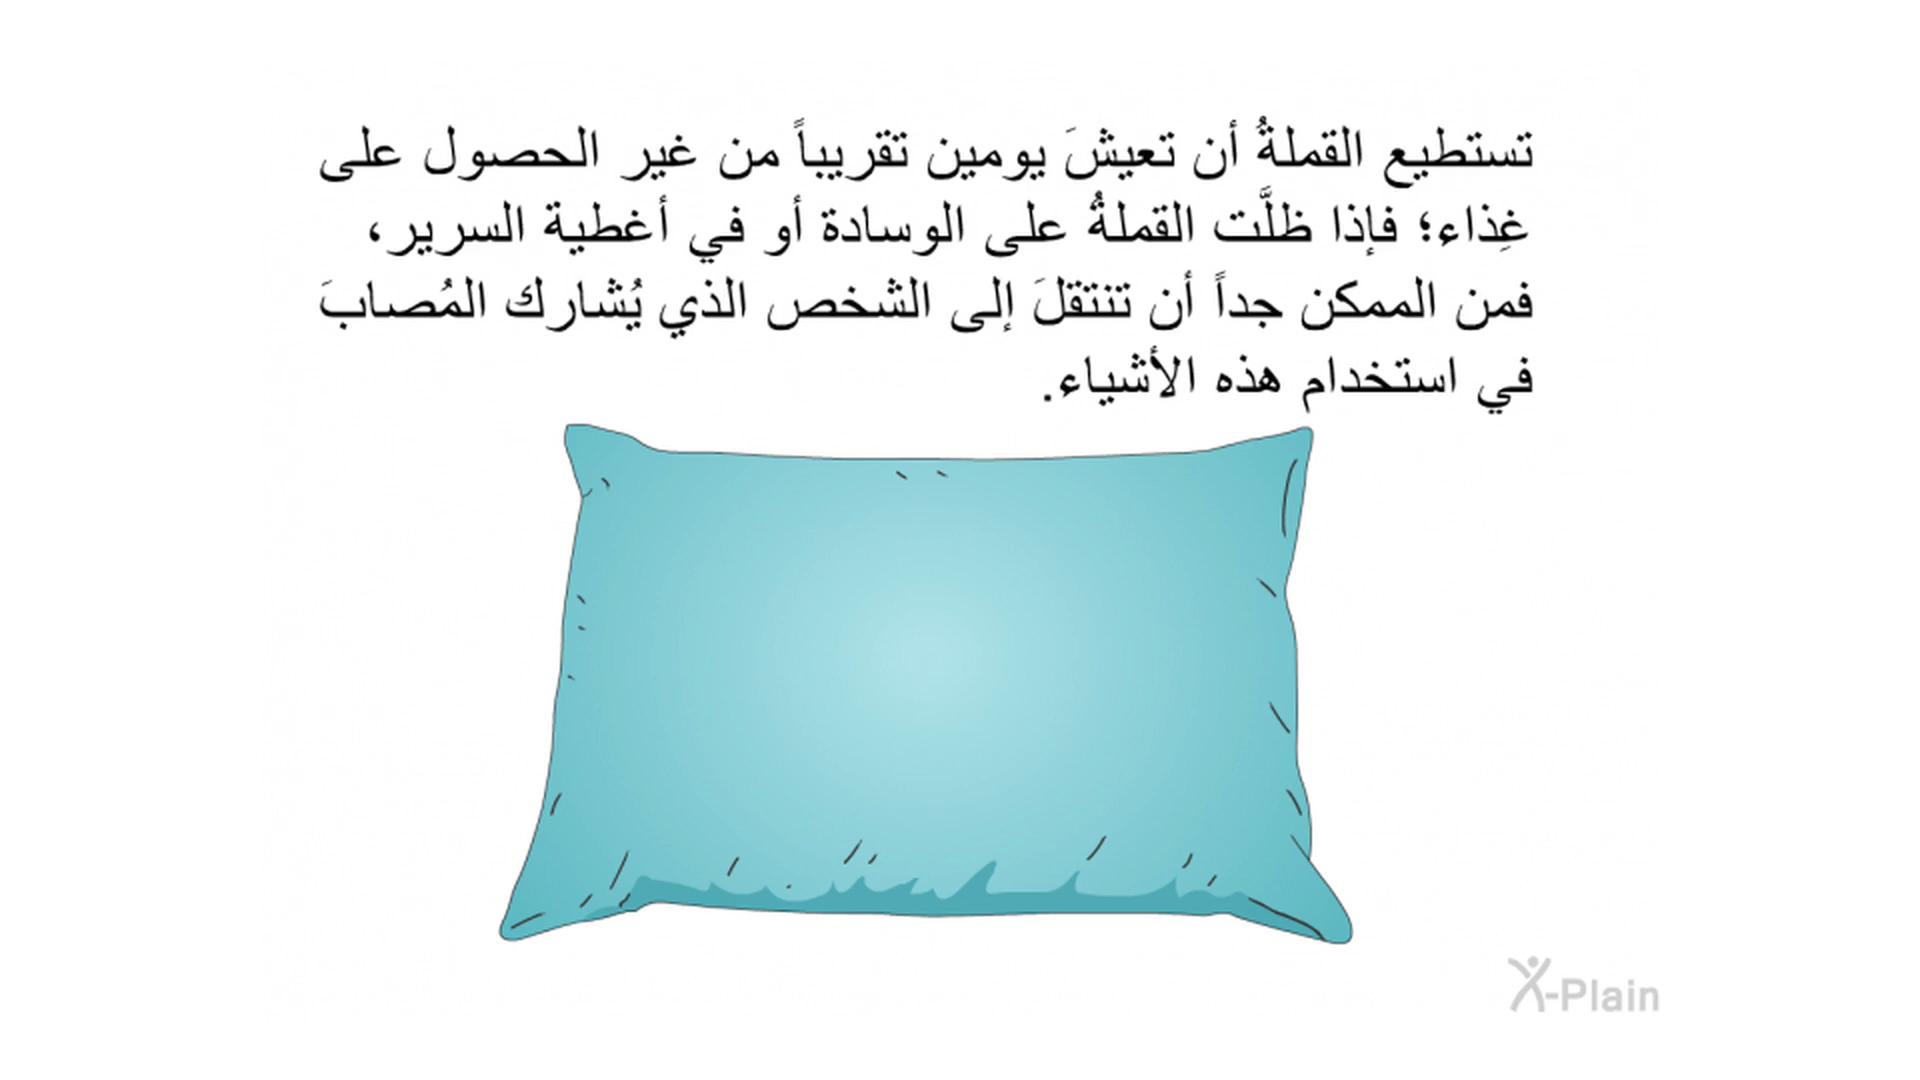 تستطيع القملةُ أن تعيشَ يومين تقريباً من غير الحصول على
غِذاء؛ فإذا ظلَّت القملةُ على الوسادة أو في أغطية السرير،
فمن الممكن جداً أن تنتقلَ إلى الشخص الذي يُشارك المُصابَ
في استخدام هذه الأشياء.
X-Plain